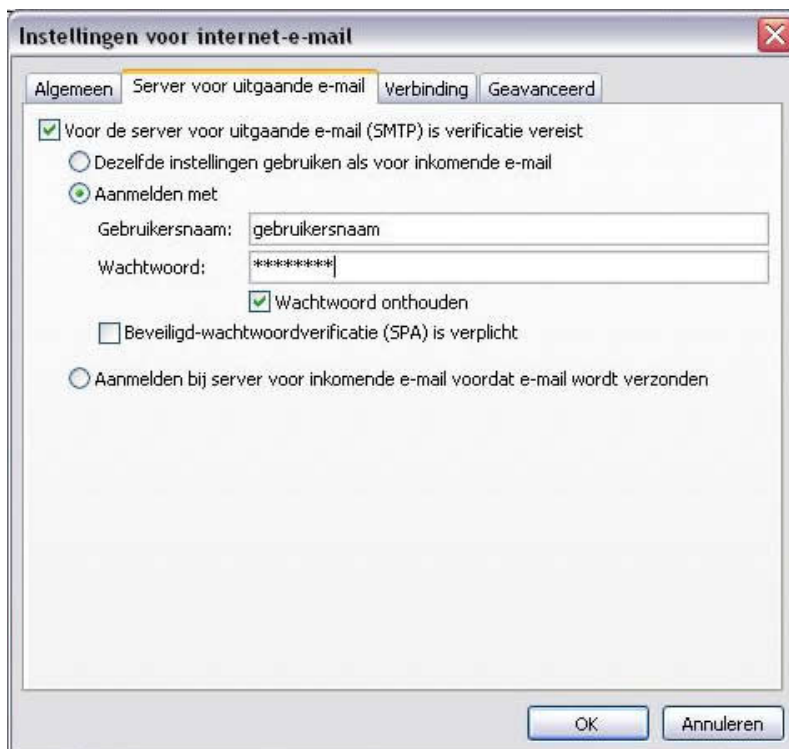 Instellingen voor internet-e-mail
Algemeen Server voor uitgaande e-mail Verbinding Geavanceerd
Voor de server voor uitgaande e-mail (SMTP) is verificatie vereist
Dezelfde instellingen gebruiken als voor inkomende e-mail
Aanmelden met
Gebruikersnaam: gebruikersnaam
Wachtwoord: ********
Wachtwoord onthouden
Beveiligd-wachtwoordverificatie (SPA) is verplicht
Aanmelden bij server voor inkomende e-mail voordat e-mail wordt verzonden
OK Annuleren